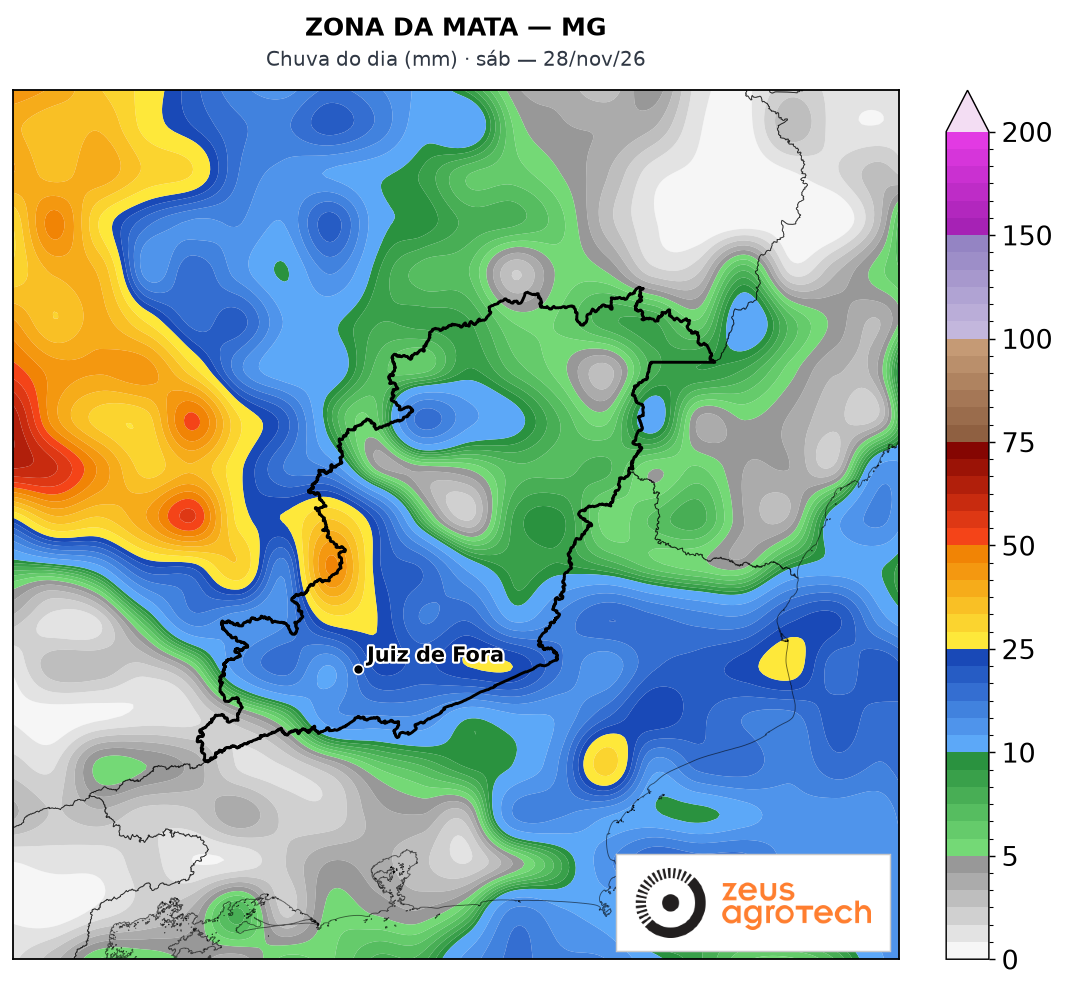 ZONA DA MATA — MG
Chuva do dia (mm) · sáb — 28/nov/26
200
150
100
75
50
25
10
5
0
Juiz de Fora
zeus
agroтech